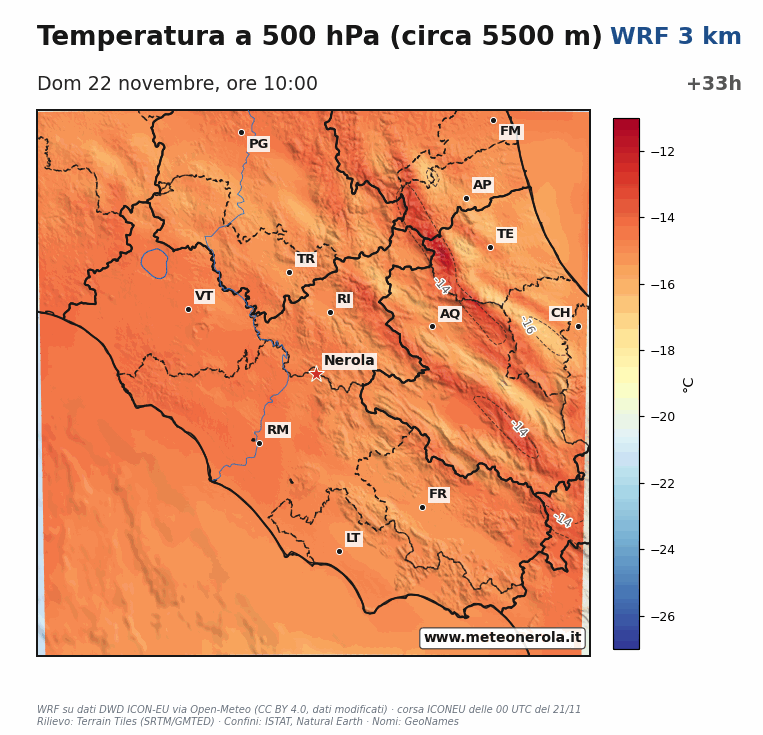 Temperatura a 500 hPa (circa 5500 m) WRF 3 km
Dom 22 novembre, ore 10:00 +33h
FM
PG
AP
TE
TR
-14
VT
RI
AQ
CH
-16
Nerola
-14
RM
FR
-14
LT
www.meteonerola.it
−12
−14
−16
−18
−20
−22
−24
−26
°C
WRF su dati DWD ICON-EU via Open-Meteo (CC BY 4.0, dati modificati) · corsa ICONEU delle 00 UTC del 21/11
Rilievo: Terrain Tiles (SRTM/GMTED) · Confini: ISTAT, Natural Earth · Nomi: GeoNames